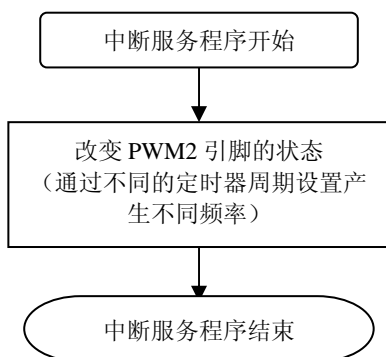 中断服务程序开始
改变 PWM2 引脚的状态
（通过不同的定时器周期设置产
生不同频率）
中断服务程序结束